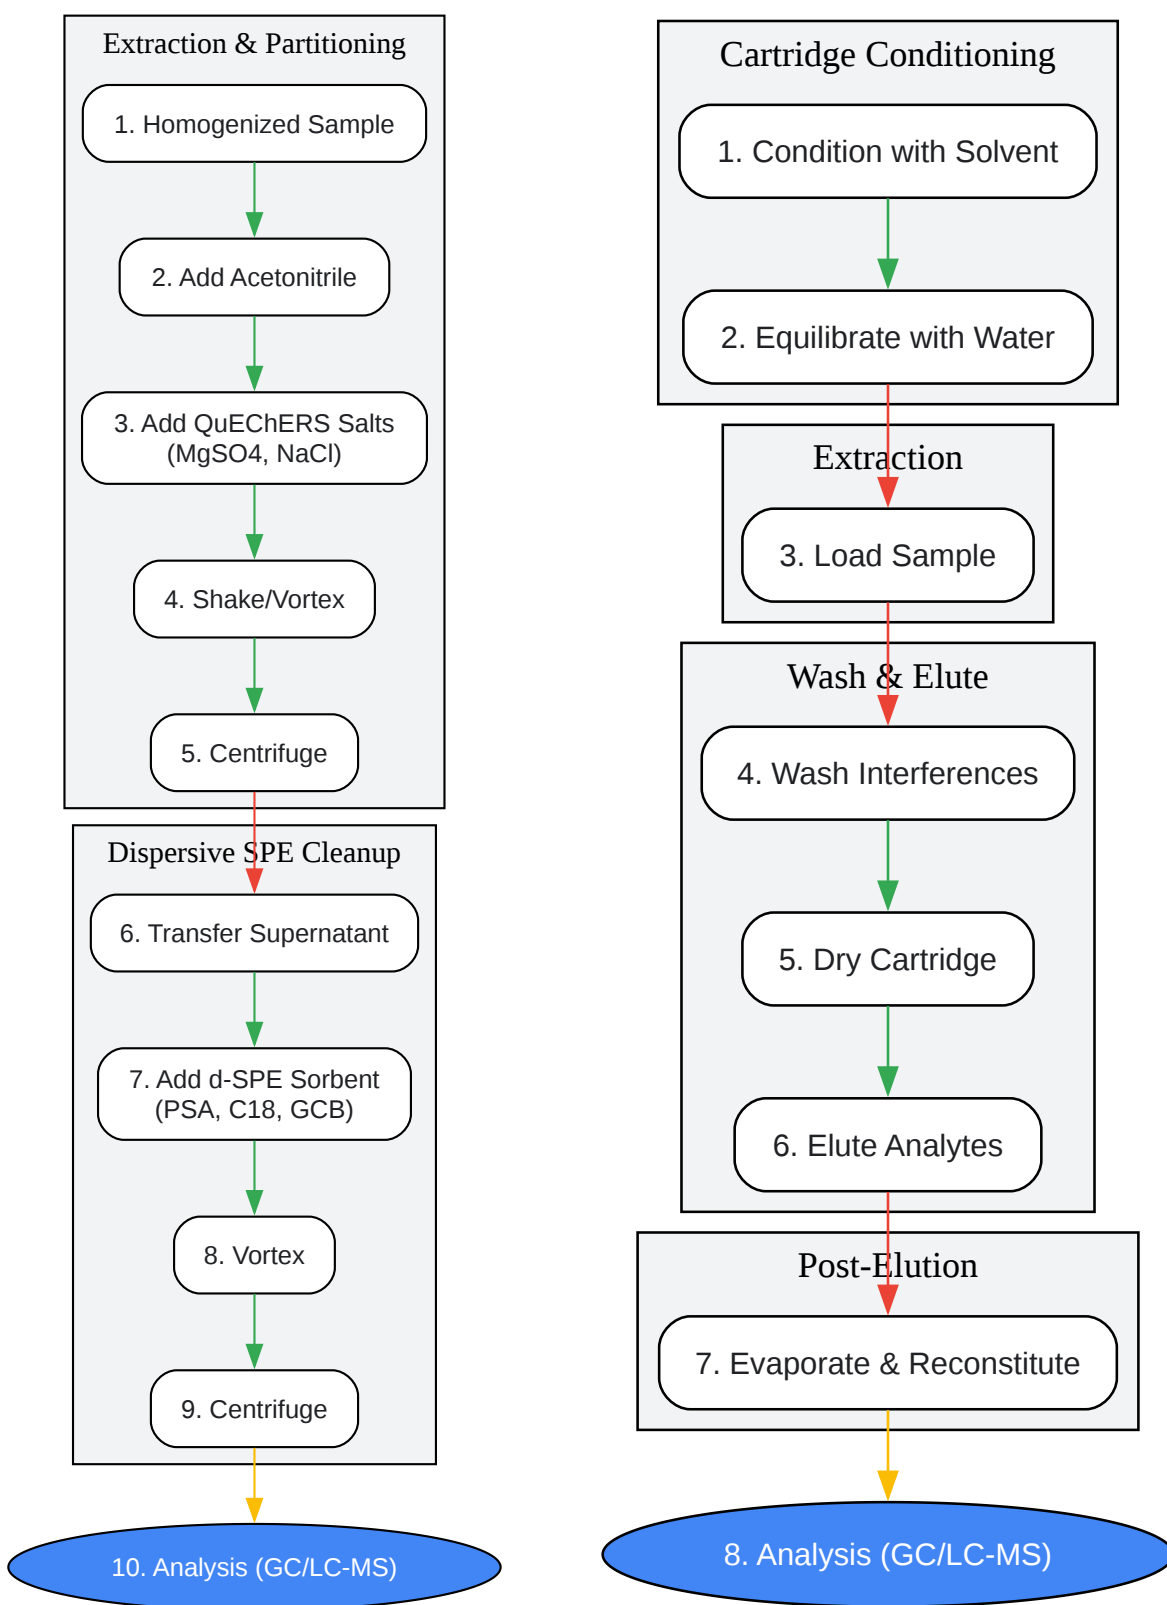 Extraction & Partitioning
1. Homogenized Sample
2. Add Acetonitrile
3. Add QuEChERS Salts
(MgSO4, NaCl)
4. Shake/Vortex
5. Centrifuge
Dispersive SPE Cleanup
6. Transfer Supernatant
7. Add d-SPE Sorbent
(PSA, C18, GCB)
8. Vortex
9. Centrifuge
10. Analysis (GC/LC-MS)
Cartridge Conditioning
1. Condition with Solvent
2. Equilibrate with Water
Extraction
3. Load Sample
Wash & Elute
4. Wash Interferences
5. Dry Cartridge
6. Elute Analytes
Post-Elution
7. Evaporate & Reconstitute
8. Analysis (GC/LC-MS)